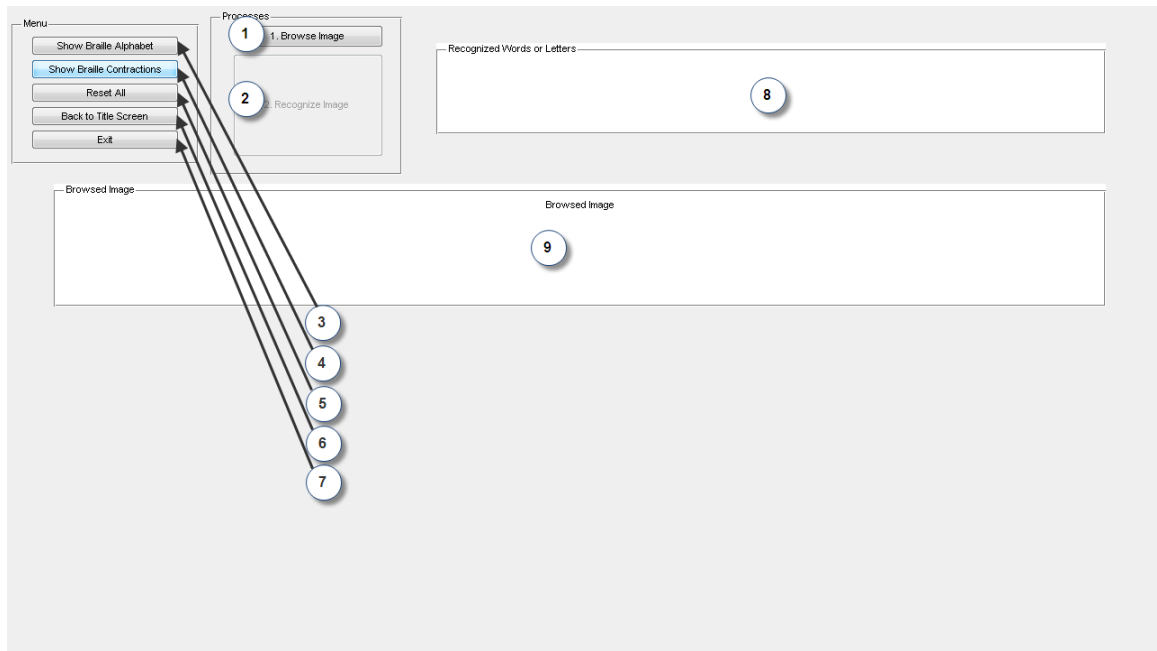 Menu
Show Braille Alphabet
Show Braille Contractions
Reset All
Back to Title Screen
Exit
Processes
1
1. Browse Image
2
2. Recognize Image
Recognized Words or Letters
8
Browsed Image
Browsed Image
9
3
4
5
6
7